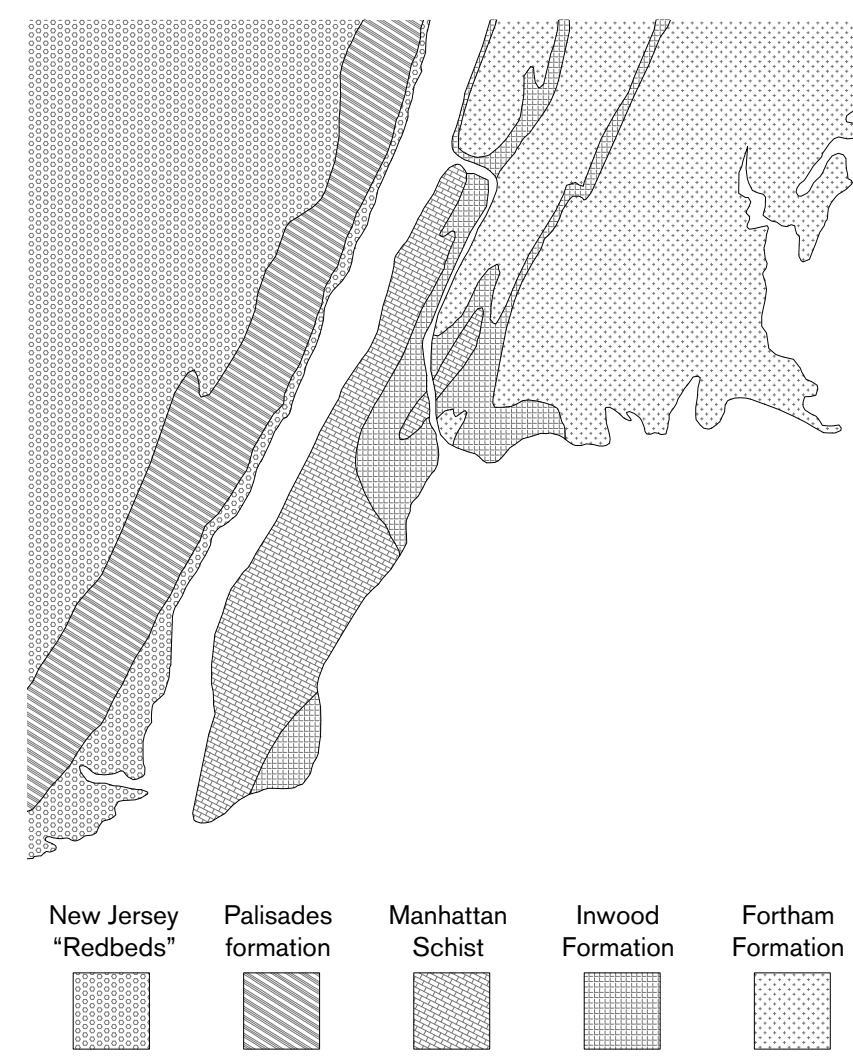 New Jersey
“Redbeds”
Palisades
formation
Manhattan
Schist
Inwood
Formation
Fortham
Formation